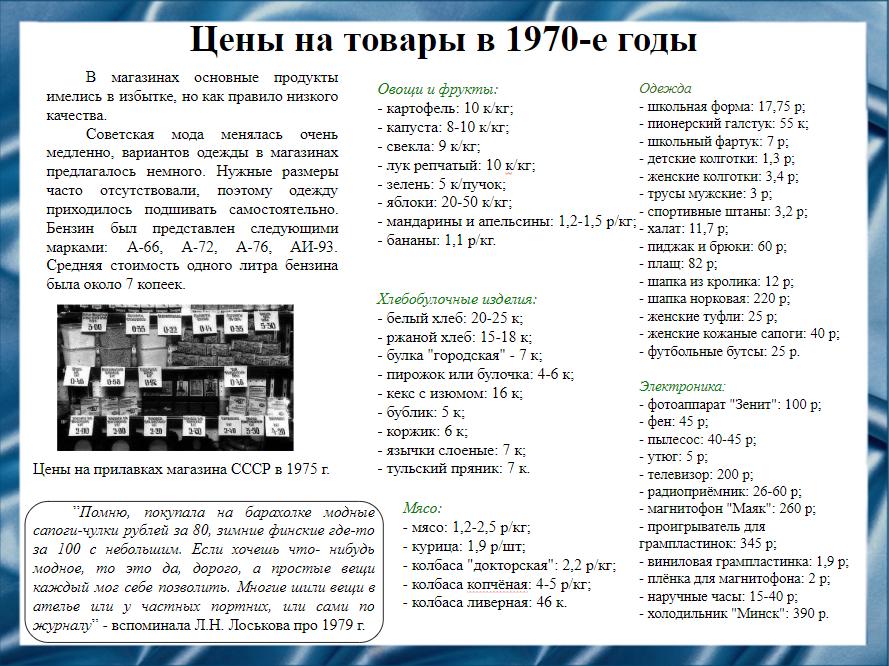 Цены на товары в 1970-е годы
В магазинах основные продукты
имелись в избытке, но как правило низкого
качества.
Советская мода менялась очень
медленно, вариантов одежды в магазинах
предлагалось немного. Нужные размеры
часто отсутствовали, поэтому одежду
приходилось подшивать самостоятельно.
Бензин был представлен следующими
марками: А-66, А-72, А-76, АИ-93.
Средняя стоимость одного литра бензина
была около 7 копеек.
Цены на прилавках магазина СССР в 1975 г.
"Помню, покупала на барахолке модные
сапоги-чулки рублей за 80, зимние финские где-то
за 100 с небольшим. Если хочешь что- нибудь
модное, то это да, дорого, а простые вещи
каждый мог себе позволить. Многие шили вещи в
ателье или у частных портних, или сами по
журналу" - вспоминала Л.Н. Лоськова про 1979 г.
Овощи и фрукты:
- картофель: 10 к/кг;
- капуста: 8-10 к/кг;
- свекла: 9 к/кг;
- лук репчатый: 10 к/кг;
- зелень: 5 к/пучок;
- яблоки: 20-50 к/кг;
- мандарины и апельсины: 1,2-1,5 р/кг;
- бананы: 1,1 р/кг.
Хлебобулочные изделия:
- белый хлеб: 20-25 к;
- ржаной хлеб: 15-18 к;
- булка "городская" - 7 к;
- пирожок или булочка: 4-6 к;
- кекс с изюмом: 16 к;
- бублик: 5 к;
- коржик: 6 к;
- язычки слоеные: 7 к;
- тульский пряник: 7 к.
Мясо:
- мясо: 1,2-2,5 р/кг;
- курица: 1,9 р/шт;
- колбаса "докторская": 2,2 р/кг;
- колбаса копчёная: 4-5 р/кг;
- колбаса ливерная: 46 к.
Одежда
- школьная форма: 17,75 р;
- пионерский галстук: 55 к;
- школьный фартук: 7 р;
- детские колготки: 1,3 р;
- женские колготки: 3,4 р;
- трусы мужские: 3 р;
- спортивные штаны: 3,2 р;
- халат: 11,7 р;
- пиджак и брюки: 60 р;
- плащ: 82 р;
- шапка из кролика: 12 р;
- шапка норковая: 220 р;
- женские туфли: 25 р;
- женские кожаные сапоги: 40 р;
- футбольные бутсы: 25 р.
Электроника:
- фотоаппарат "Зенит": 100 р;
- фен: 45 р;
- пылесос: 40-45 р;
- утюг: 5 р;
- телевизор: 200 р;
- радиоприёмник: 26-60 р;
- магнитофон "Маяк": 260 р;
- проигрыватель для
грампластинок: 345 р;
- виниловая грампластинка: 1,9 р;
- плёнка для магнитофона: 2 р;
- наручные часы: 15-40 р;
- холодильник "Минск": 390 р.